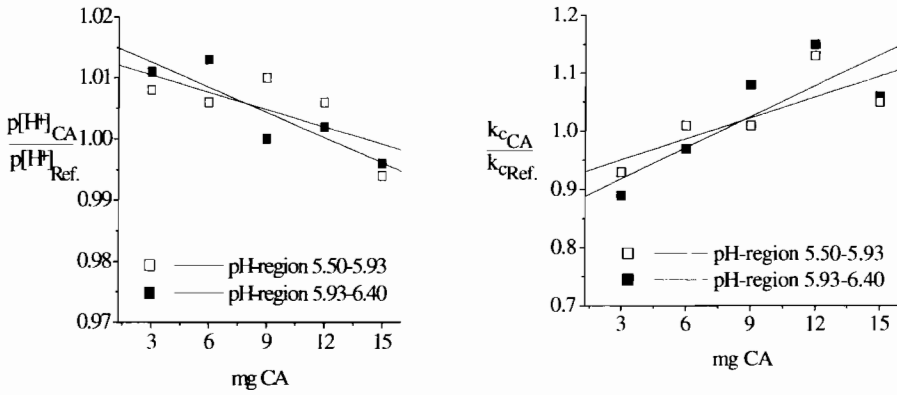 1.02
1.01
1.00
0.99
0.98
0.97
p[H+]CA
p[H+]Ref.
pH-region 5.50-5.93
pH-region 5.93-6.40
3 6 9 12 15
mg CA
1.2
1.1
1.0
0.9
0.8
0.7
kcCA
kcRef.
pH-region 5.50-5.93
pH-region 5.93-6.40
3 6 9 12 15
mg CA